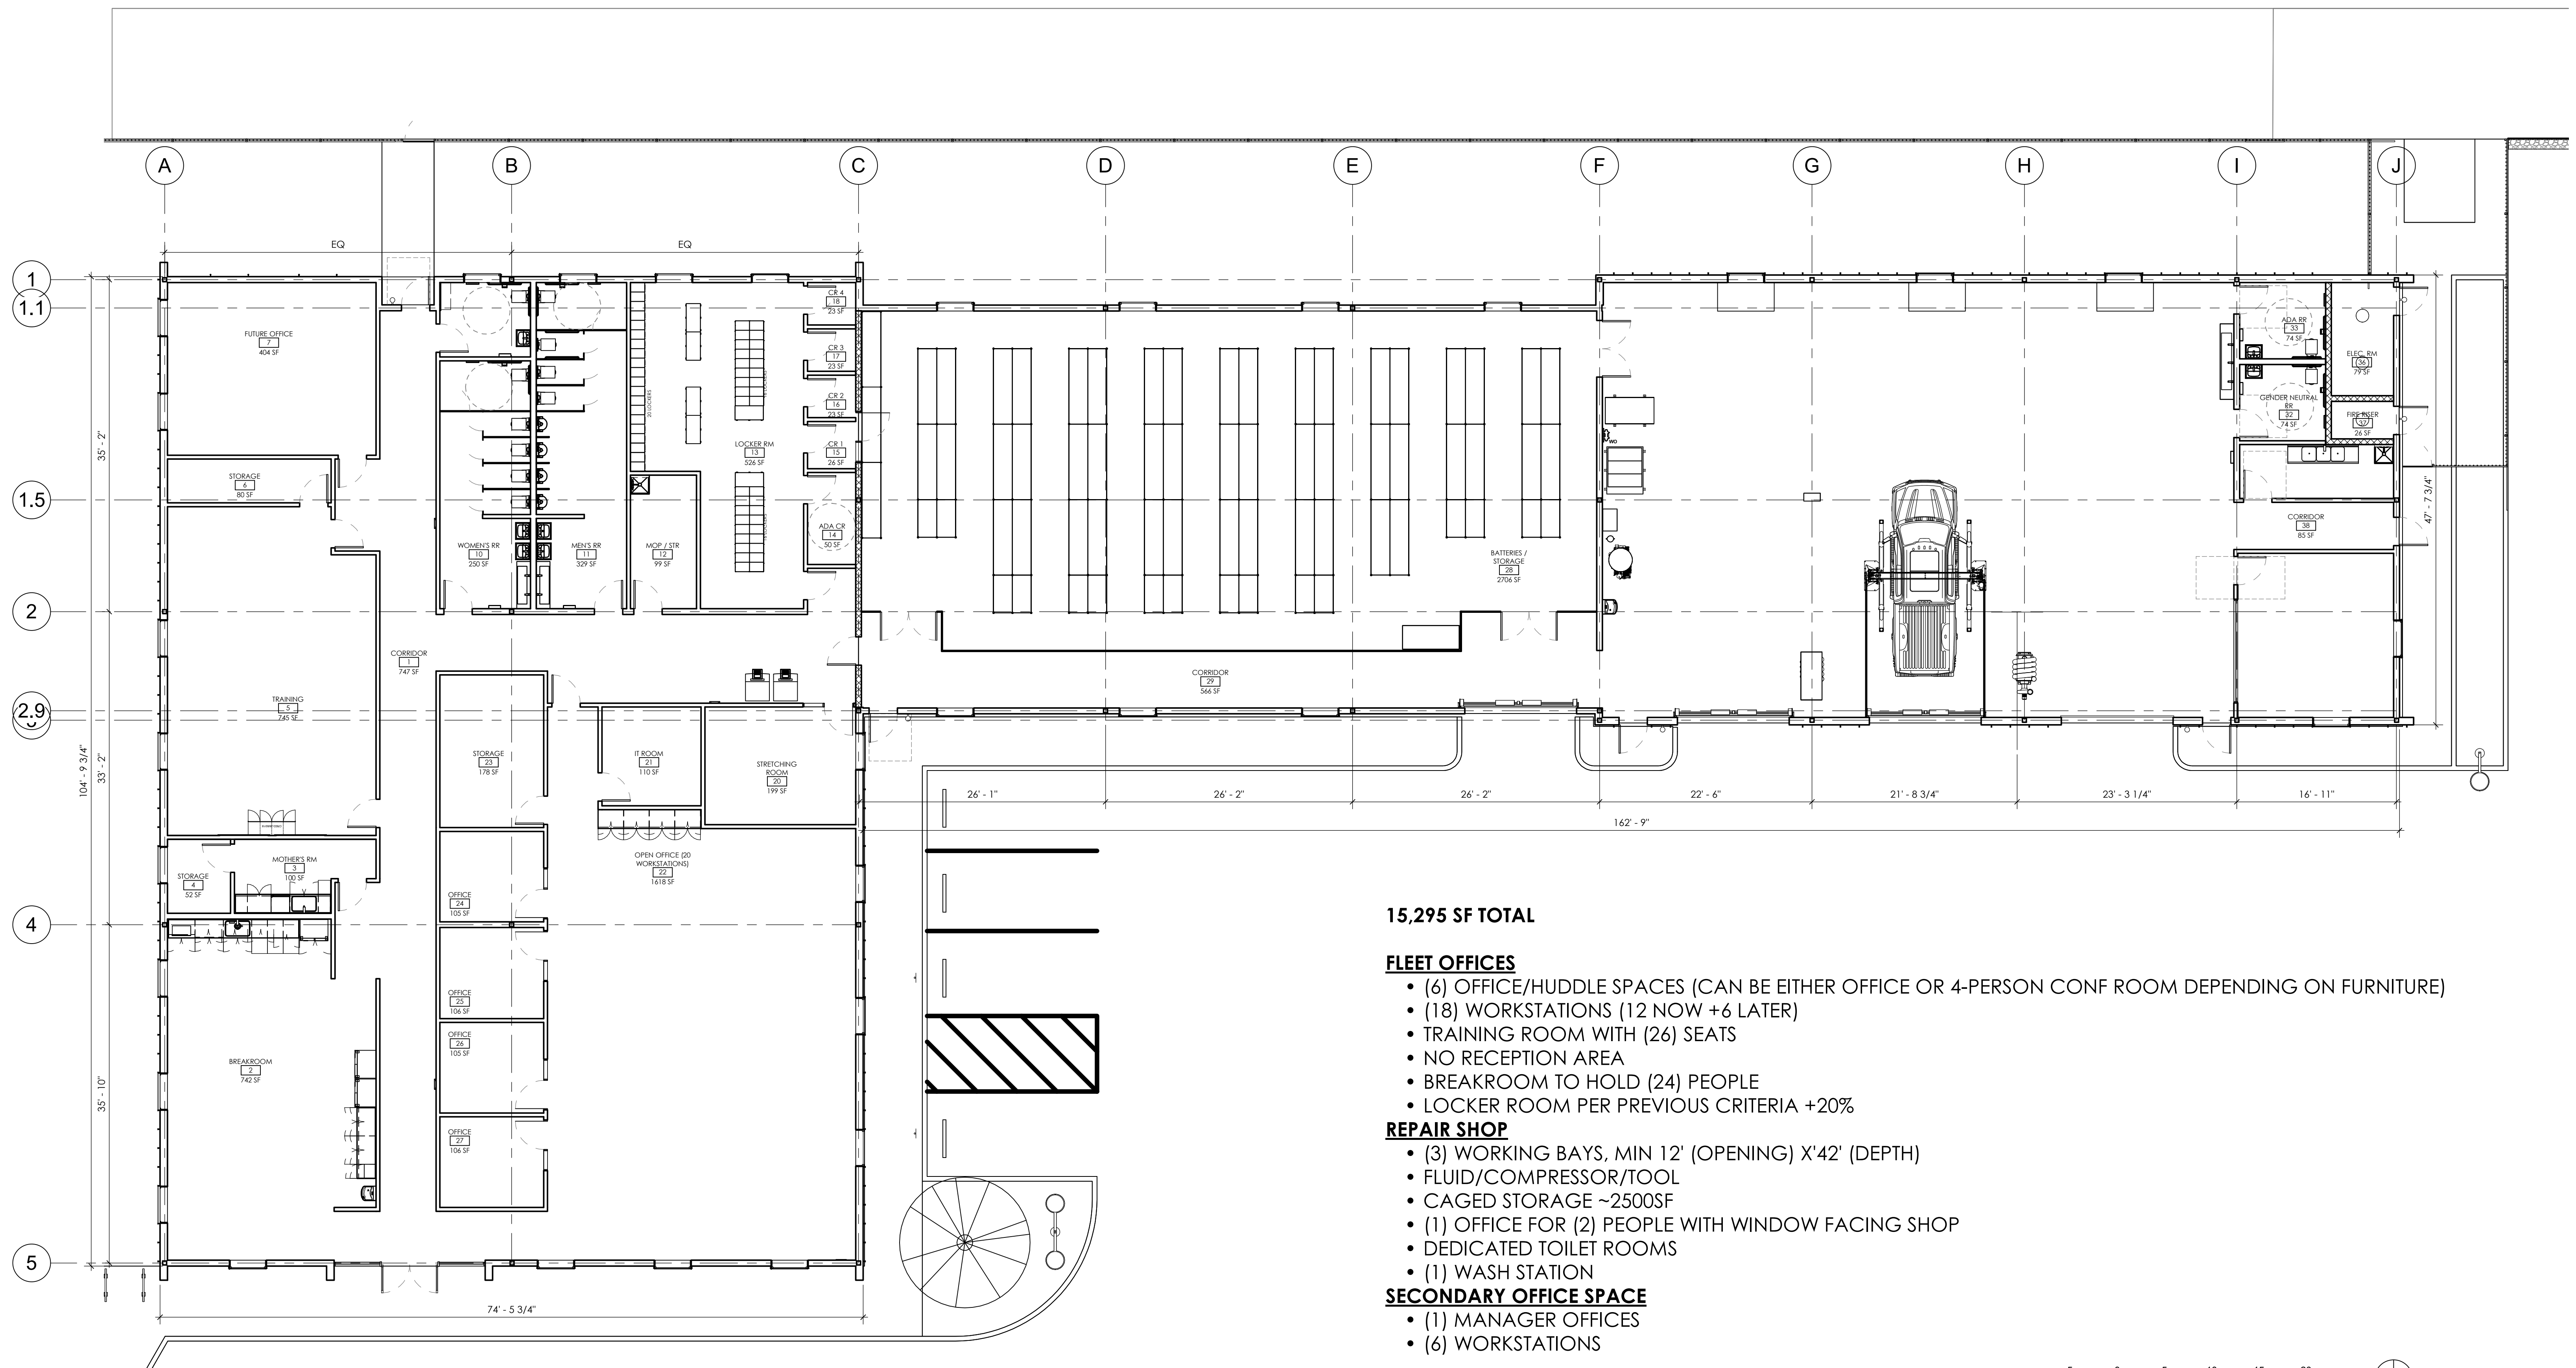 A B C D E F G H I J
EQ EQ
1
1.1
1.5
2
2.9
4
5
35' - 2"
33' - 2"
35' - 10"
104' - 9 3/4"
74' - 5 3/4"
FUTURE OFFICE
7
404 SF
STORAGE
6
80 SF
TRAINING
5
745 SF
MOTHER'S RM
3
100 SF
STORAGE
4
52 SF
BREAKROOM
2
742 SF
CORRIDOR
1
747 SF
WOMEN'S RR
10
250 SF
MEN'S RR
11
329 SF
MOP / STR
12
99 SF
20 LOCKERS
LOCKER RM
13
526 SF
CR 4
18
23 SF
CR 3
17
23 SF
CR 2
16
23 SF
CR 1
15
26 SF
ADA CR
14
50 SF
STORAGE
23
178 SF
IT ROOM
21
110 SF
STRETCHING
ROOM
20
199 SF
OPEN OFFICE (20
WORKSTATIONS)
22
1618 SF
OFFICE
24
105 SF
OFFICE
25
106 SF
OFFICE
26
105 SF
OFFICE
27
106 SF
BATTERIES /
STORAGE
28
2706 SF
CORRIDOR
29
566 SF
WO
ADA RR
33
74 SF
ELEC. RM
36
79 SF
GENDER NEUTRAL
RR
32
74 SF
FIRE RISER
37
26 SF
CORRIDOR
38
85 SF
47' - 7 3/4"
26' - 1" 26' - 2" 26' - 2" 22' - 6" 21' - 8 3/4" 23' - 3 1/4" 16' - 11"
162' - 9"
15,295 SF TOTAL
FLEET OFFICES
• (6) OFFICE/HUDDLE SPACES (CAN BE EITHER OFFICE OR 4-PERSON CONF ROOM DEPENDING ON FURNITURE)
• (18) WORKSTATIONS (12 NOW +6 LATER)
• TRAINING ROOM WITH (26) SEATS
• NO RECEPTION AREA
• BREAKROOM TO HOLD (24) PEOPLE
• LOCKER ROOM PER PREVIOUS CRITERIA +20%
REPAIR SHOP
• (3) WORKING BAYS, MIN 12' (OPENING) X'42' (DEPTH)
• FLUID/COMPRESSOR/TOOL
• CAGED STORAGE ~2500SF
• (1) OFFICE FOR (2) PEOPLE WITH WINDOW FACING SHOP
• DEDICATED TOILET ROOMS
• (1) WASH STATION
SECONDARY OFFICE SPACE
• (1) MANAGER OFFICES
• (6) WORKSTATIONS